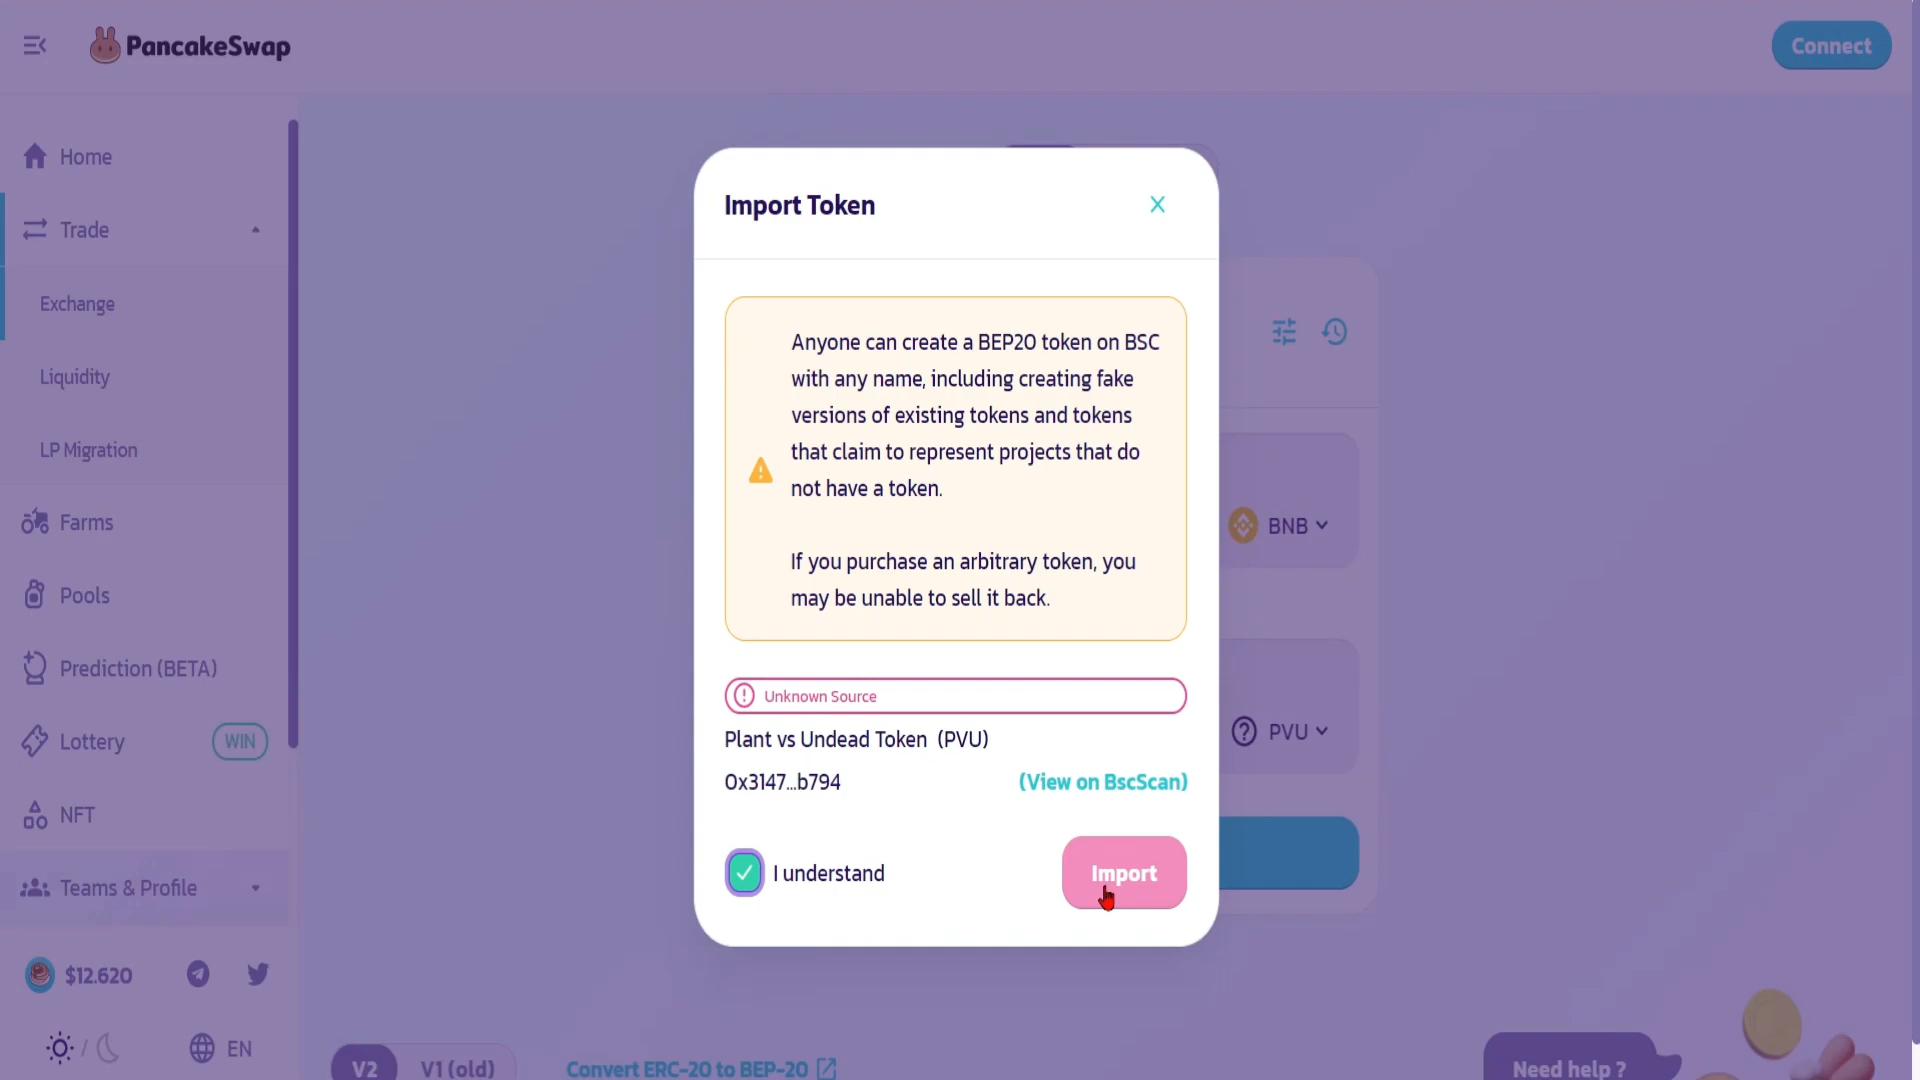 PancakeSwap
Connect
Home
Trade
Exchange
Liquidity
LP Migration
Farms
Pools
Prediction (BETA)
Lottery
WIN
NFT
Teams & Profile
$12.620
EN
Import Token
Anyone can create a BEP20 token on BSC
with any name, including creating fake
versions of existing tokens and tokens
that claim to represent projects that do
not have a token.
If you purchase an arbitrary token, you
may be unable to sell it back.
Unknown Source
Plant vs Undead Token (PVU)
0x3147...b794
(View on BscScan)
I understand
Import
BNB
PVU
V2
V1 (old)
Convert ERC-20 to BEP-20
Need help ?